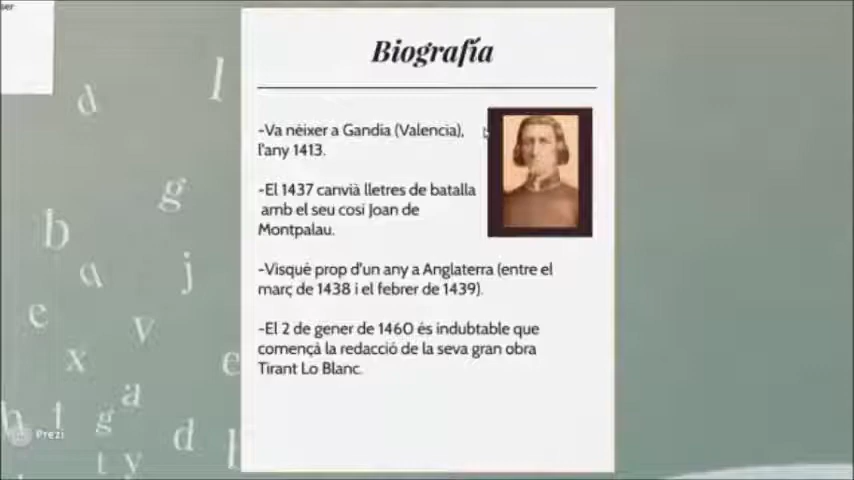 Biografía
-Va néixer a Gandia (Valencia),
l'any 1413.
-El 1437 canvià lletres de batalla
amb el seu cosí Joan de
Montpalau.
-Visqué prop d'un any a Anglaterra (entre el
març de 1438 i el febrer de 1439).
-El 2 de gener de 1460 és indubtable que
començà la redacció de la seva gran obra
Tirant Lo Blanc.
d
l
g
b
a
j
e
v
x
e
a
g
d
t y
Prezi